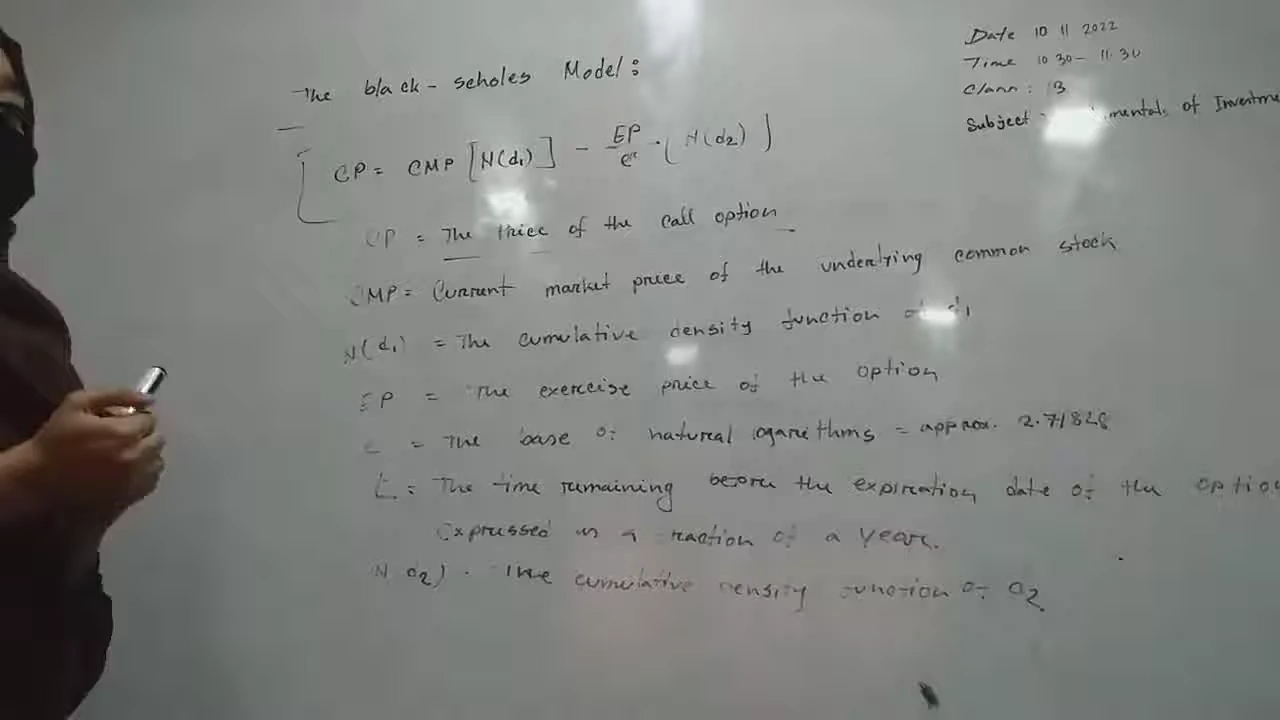 The black-scholes Model:
Date 10 11 2022
Time 10 30 - 11.30
Class: B
Subject mentals of Investme
CP = CMP [N(d1)] - EP/e^rt . (N(d2))
CP = The Price of the call option
CMP = Current market price of the underlying common stock
N(d1) = The cumulative density function of d1
EP = The exercise price of the option
= The base of natural logarithms = approx. 2.71828
t = The time remaining before the expiration date of the option
Expressed as a fraction of a year.
N d2) . The cumulative density function of d2